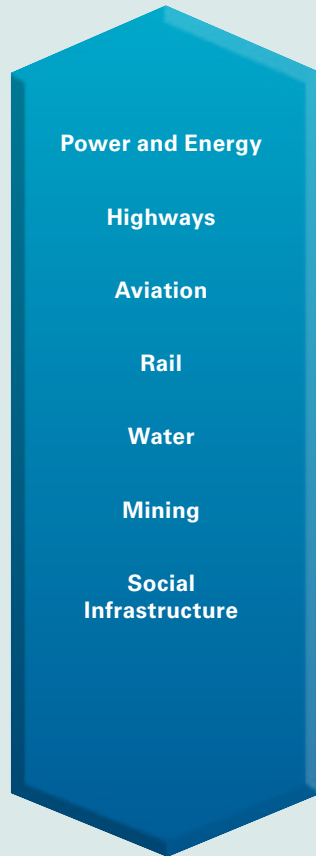 Power and Energy
Highways
Aviation
Rail
Water
Mining
Social
Infrastructure